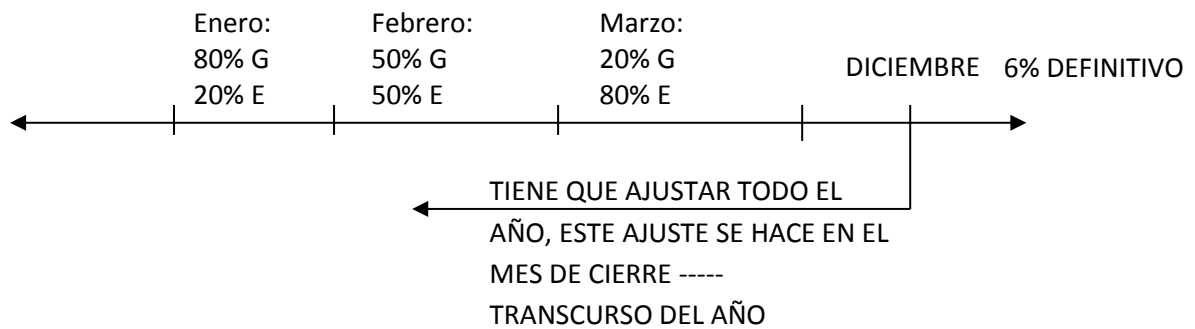 Enero:
80% G
20% E
Febrero:
50% G
50% E
Marzo:
20% G
80% E
DICIEMBRE 6% DEFINITIVO
TIENE QUE AJUSTAR TODO EL
AÑO, ESTE AJUSTE SE HACE EN EL
MES DE CIERRE -----
TRANSCURSO DEL AÑO